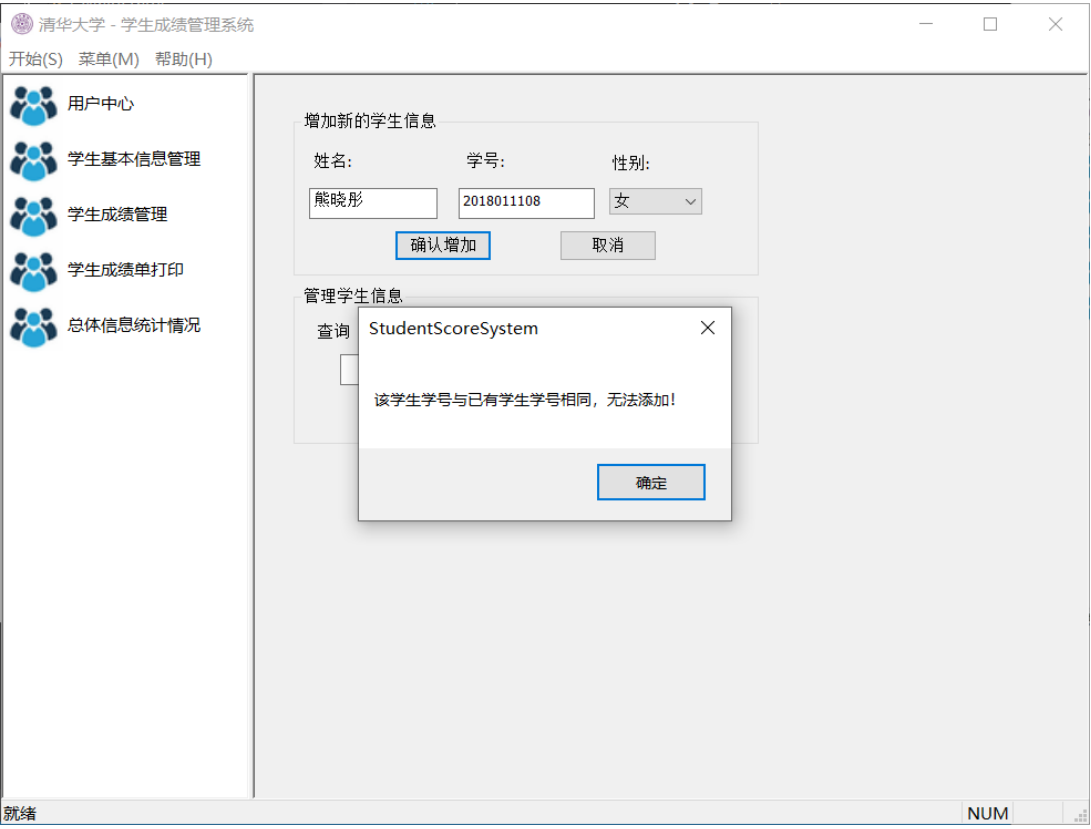 清华大学 - 学生成绩管理系统
开始(S) 菜单(M) 帮助(H)
用户中心
学生基本信息管理
学生成绩管理
学生成绩单打印
总体信息统计情况
增加新的学生信息
姓名: 学号: 性别:
熊晓彤 2018011108 女
确认增加 取消
管理学生信息
查询
StudentScoreSystem
该学生学号与已有学生学号相同，无法添加!
确定
就绪 NUM